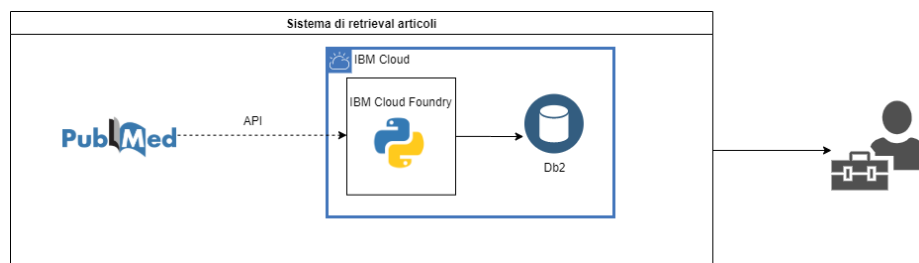 Sistema di retrieval articoli
IBM Cloud
IBM Cloud Foundry
PubMed
API
Db2